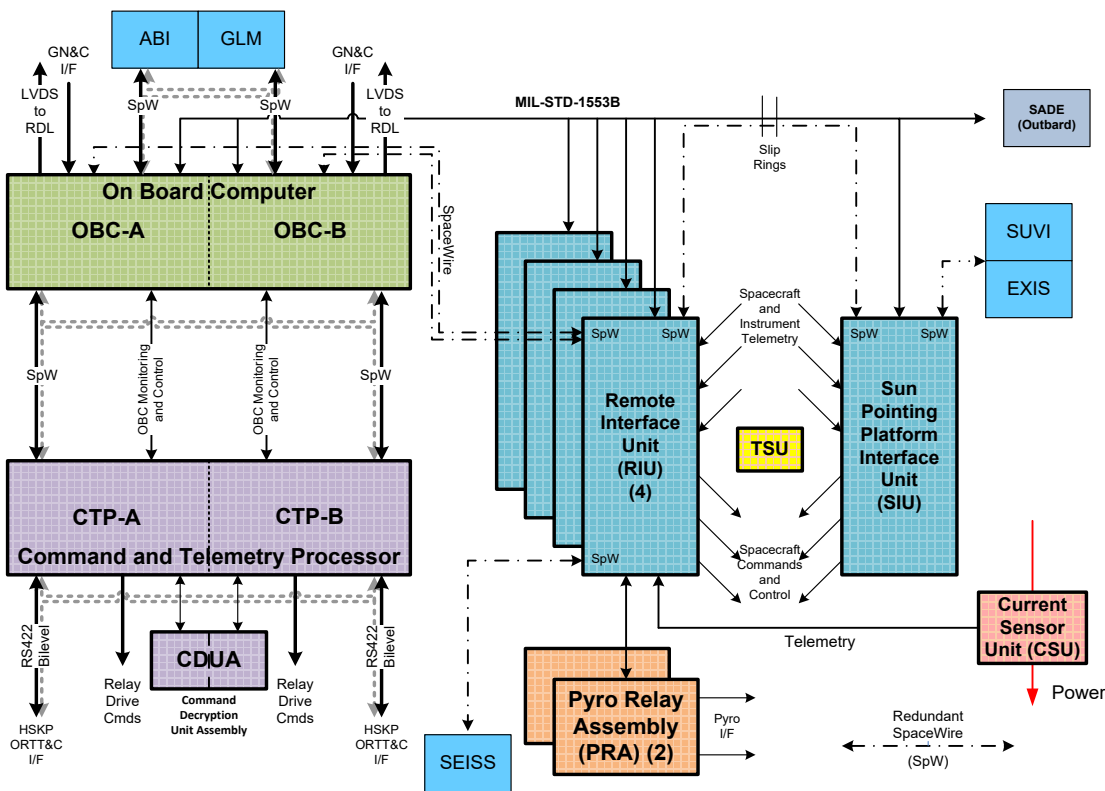 ABI
GLM
GN&C
I/F
GN&C
I/F
LVDS
to
RDL
SpW
SpW
LVDS
to
RDL
MIL-STD-1553B
SADE
(Outbard)
Slip
Rings
On Board Computer
OBC-A
OBC-B
SpaceWire
SUVI
EXIS
Spacecraft
and
Instrument
Telemetry
SpW
SpW
SpW
SpW
SpW
OBC Monitoring
and Control
OBC Monitoring
and Control
SpW
Remote
Interface
Unit
(RIU)
(4)
TSU
Sun
Pointing
Platform
Interface
Unit
(SIU)
CTP-A
CTP-B
Command and Telemetry Processor
SpW
Spacecraft
Commands
and
Control
RS422
Bilevel
RS422
Bilevel
CDUA
Current
Sensor
Unit (CSU)
Telemetry
Relay
Drive
Cmds
Command
Decryption
Unit Assembly
Relay
Drive
Cmds
Power
HSKP
ORTT&C
I/F
HSKP
ORTT&C
I/F
SEISS
Pyro Relay
Assembly
(PRA) (2)
Pyro
I/F
Redundant
SpaceWire
(SpW)